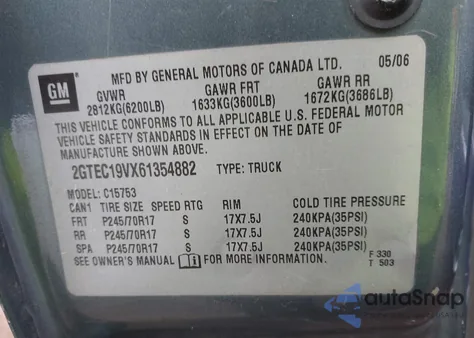 GM
MFD BY GENERAL MOTORS OF CANADA LTD. 05/06
GVWR GAWR FRT GAWR RR
2812KG(6200LB) 1633KG(3600LB) 1672KG(3686LB)
THIS VEHICLE CONFORMS TO ALL APPLICABLE U.S. FEDERAL MOTOR
VEHICLE SAFETY STANDARDS IN EFFECT ON THE DATE OF
MANUFACTURE SHOWN ABOVE.
2GTEC19VX61354882 TYPE: TRUCK
MODEL: C15753
CAN1 TIRE SIZE SPEED RTG RIM COLD TIRE PRESSURE
FRT P245/70R17 S 17X7.5J 240KPA(35PSI)
RR P245/70R17 S 17X7.5J 240KPA(35PSI)
SPA P245/70R17 S 17X7.5J 240KPA(35PSI)
SEE OWNER'S MANUAL FOR MORE INFORMATION F 330
T 503
autoSnap